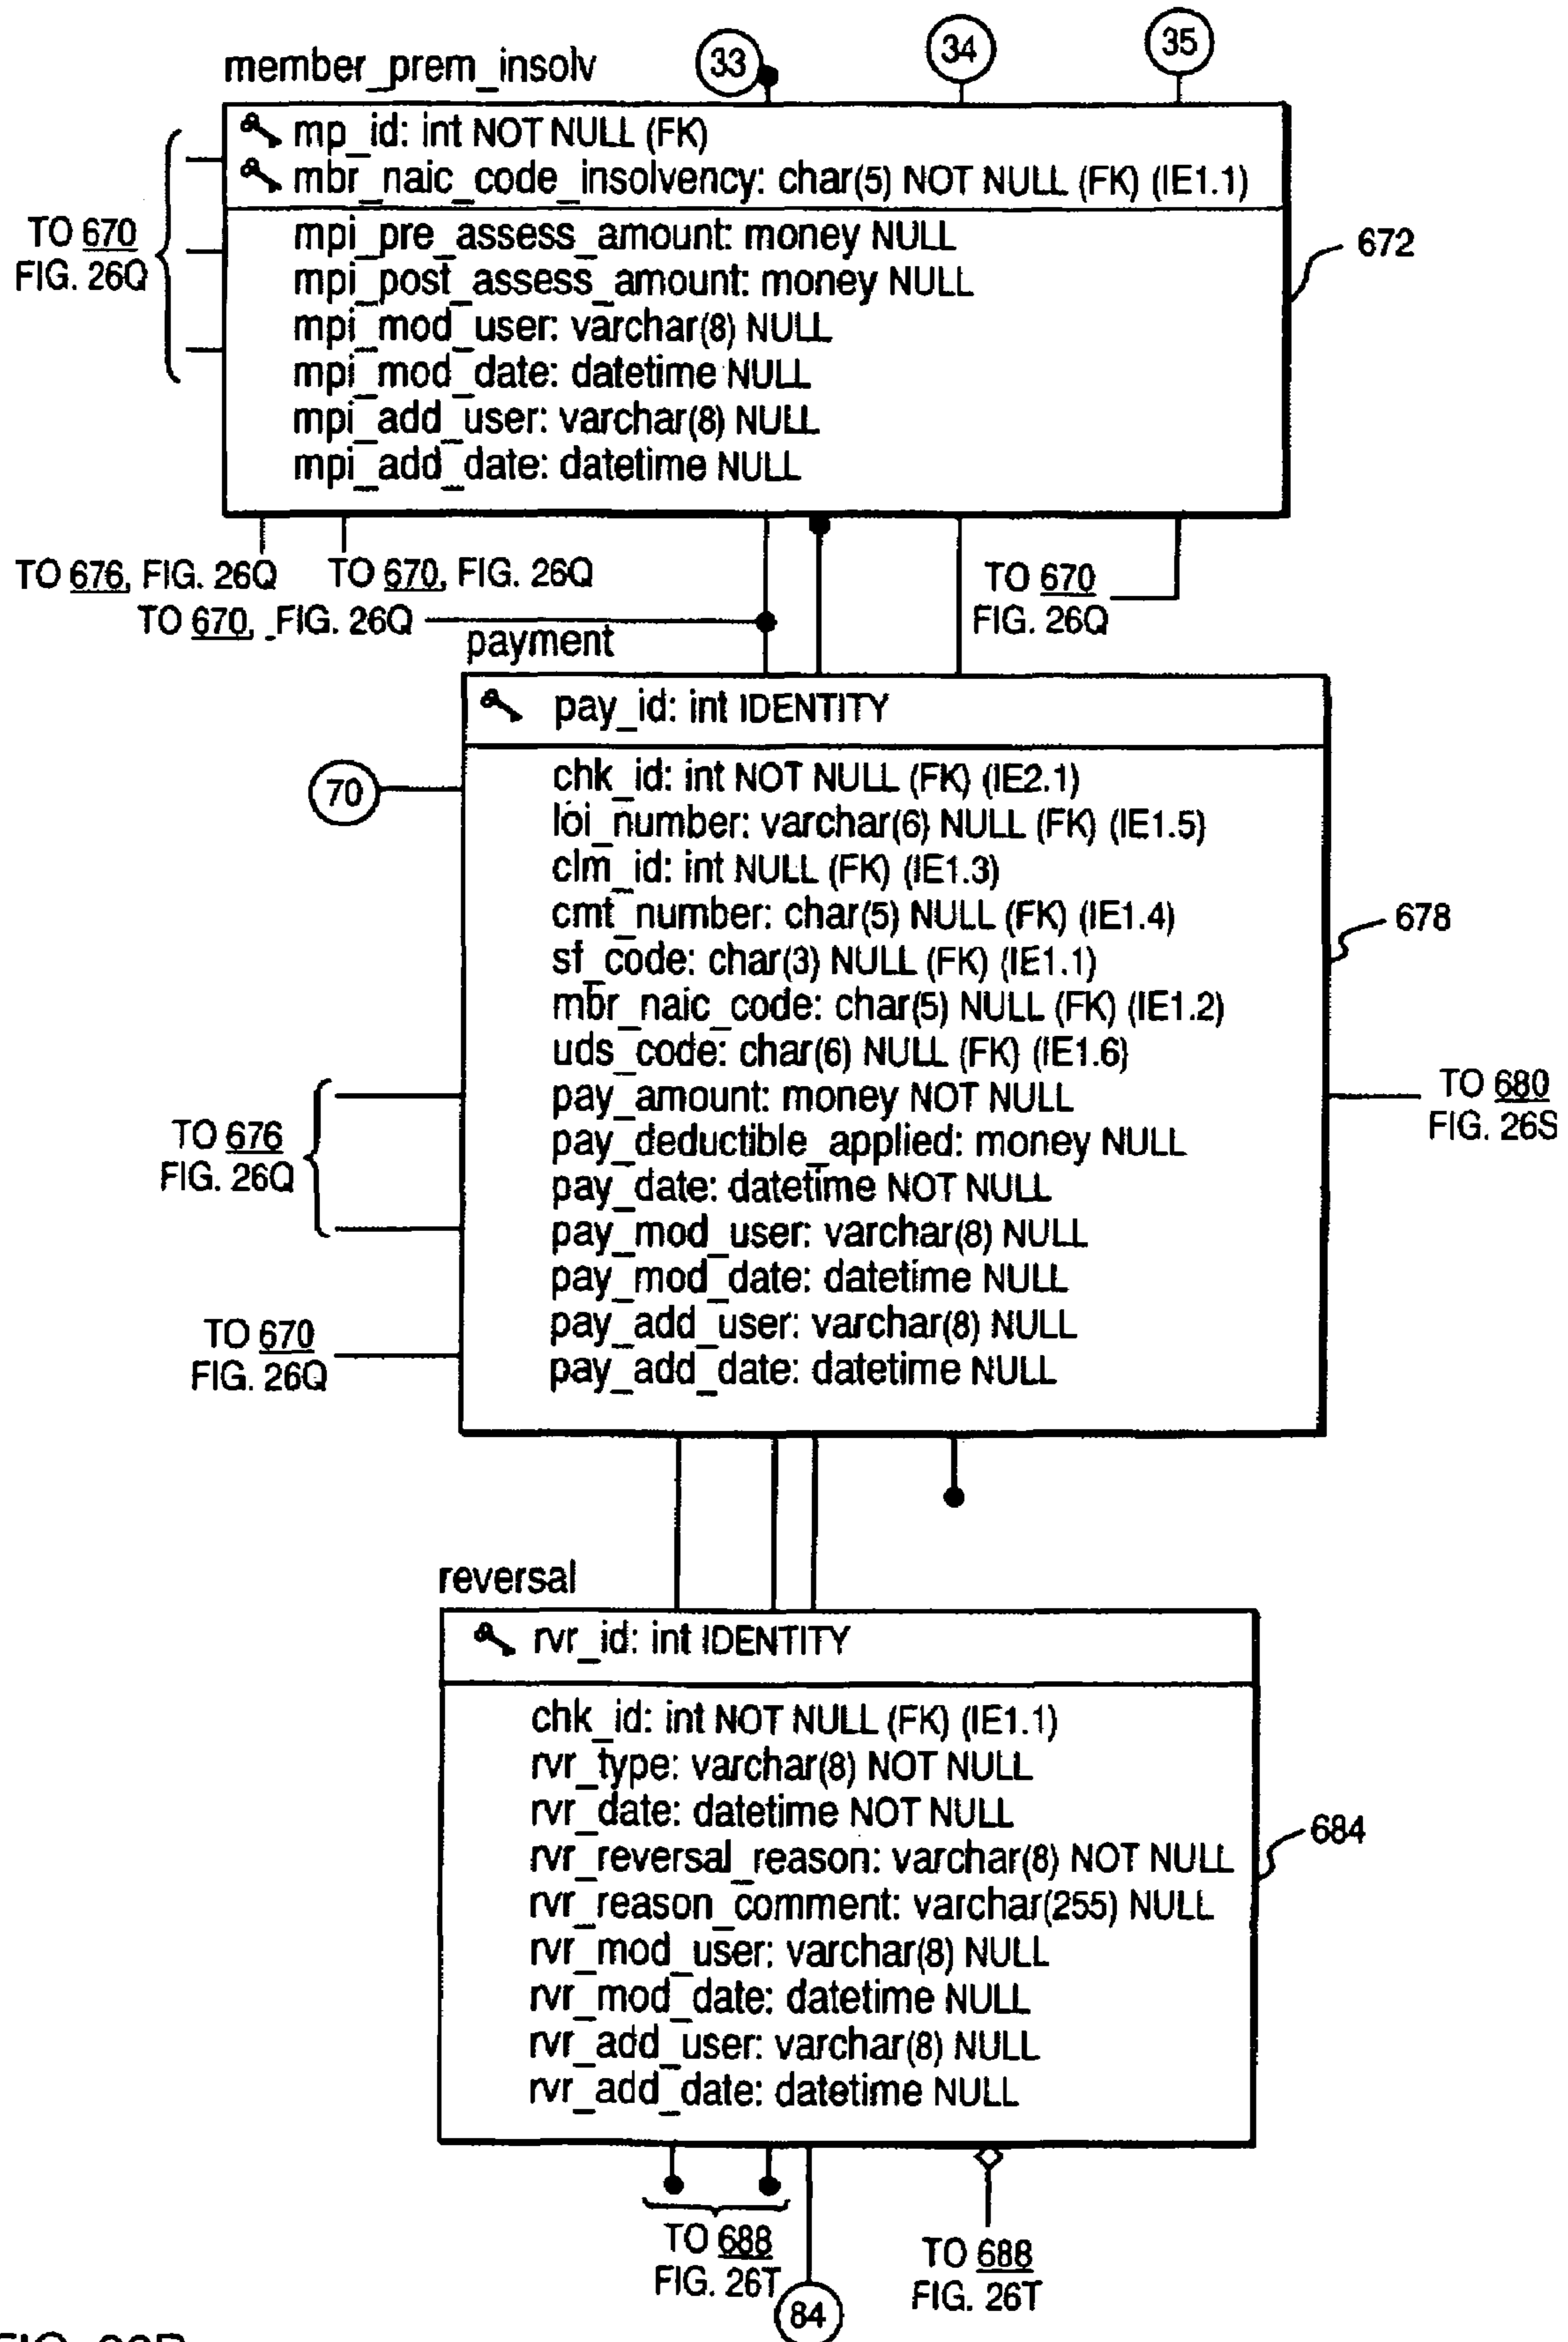 33
34
35
member_prem_insolv
mp_id: int NOT NULL (FK)
mbr_naic_code_insolvency: char(5) NOT NULL (FK) (IE1.1)
mpi_pre_assess_amount: money NULL
mpi_post_assess_amount: money NULL
mpi_mod_user: varchar(8) NULL
mpi_mod_date: datetime NULL
mpi_add_user: varchar(8) NULL
mpi_add_date: datetime NULL
TO 670
FIG. 26Q
672
TO 676, FIG. 26Q
TO 670, FIG. 26Q
TO 670, FIG. 26Q
TO 670
FIG. 26Q
payment
pay_id: int IDENTITY
chk_id: int NOT NULL (FK) (IE2.1)
loi_number: varchar(6) NULL (FK) (IE1.5)
clm_id: int NULL (FK) (IE1.3)
cmt_number: char(5) NULL (FK) (IE1.4)
sf_code: char(3) NULL (FK) (IE1.1)
mbr_naic_code: char(5) NULL (FK) (IE1.2)
uds_code: char(6) NULL (FK) (IE1.6)
pay_amount: money NOT NULL
pay_deductible_applied: money NULL
pay_date: datetime NOT NULL
pay_mod_user: varchar(8) NULL
pay_mod_date: datetime NULL
pay_add_user: varchar(8) NULL
pay_add_date: datetime NULL
70
678
TO 676
FIG. 26Q
TO 680
FIG. 26S
TO 670
FIG. 26Q
reversal
rvr_id: int IDENTITY
chk_id: int NOT NULL (FK) (IE1.1)
rvr_type: varchar(8) NOT NULL
rvr_date: datetime NOT NULL
rvr_reversal_reason: varchar(8) NOT NULL
rvr_reason_comment: varchar(255) NULL
rvr_mod_user: varchar(8) NULL
rvr_mod_date: datetime NULL
rvr_add_user: varchar(8) NULL
rvr_add_date: datetime NULL
684
TO 688
FIG. 26T
84
TO 688
FIG. 26T